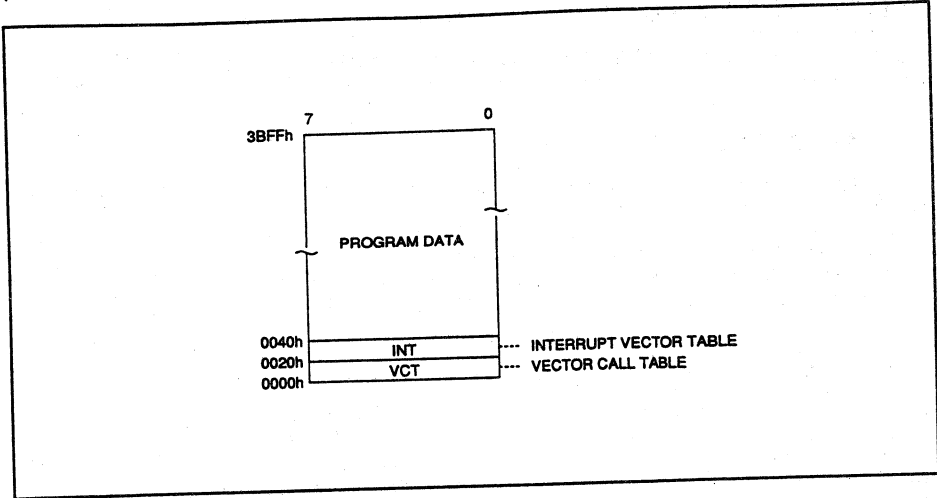 7 0
3BFFh
PROGRAM DATA
0040h
INT
INTERRUPT VECTOR TABLE
0020h
VCT
VECTOR CALL TABLE
0000h